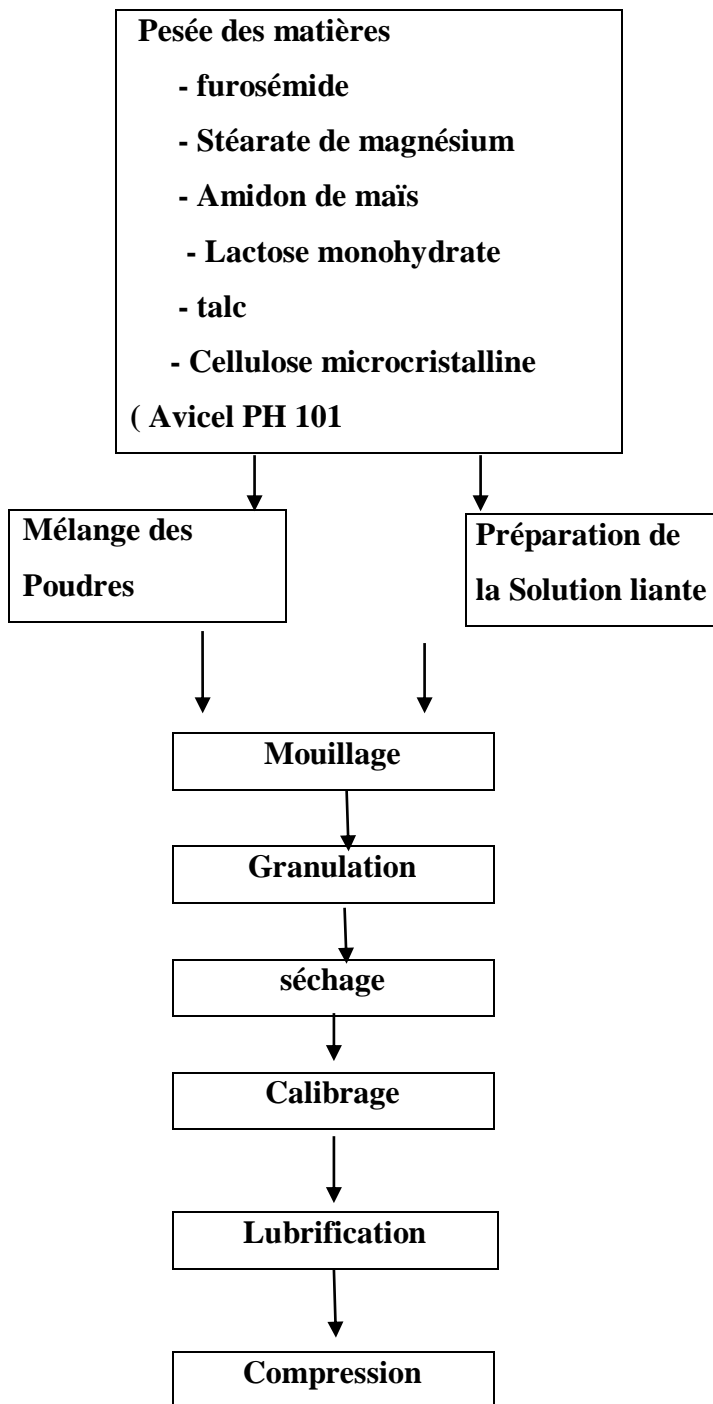 Pesée des matières
- furosémide
- Stéarate de magnésium
- Amidon de maïs
- Lactose monohydrate
- talc
- Cellulose microcristalline
( Avicel PH 101
Mélange des
Poudres
Préparation de
la Solution liante
Mouillage
Granulation
séchage
Calibrage
Lubrification
Compression